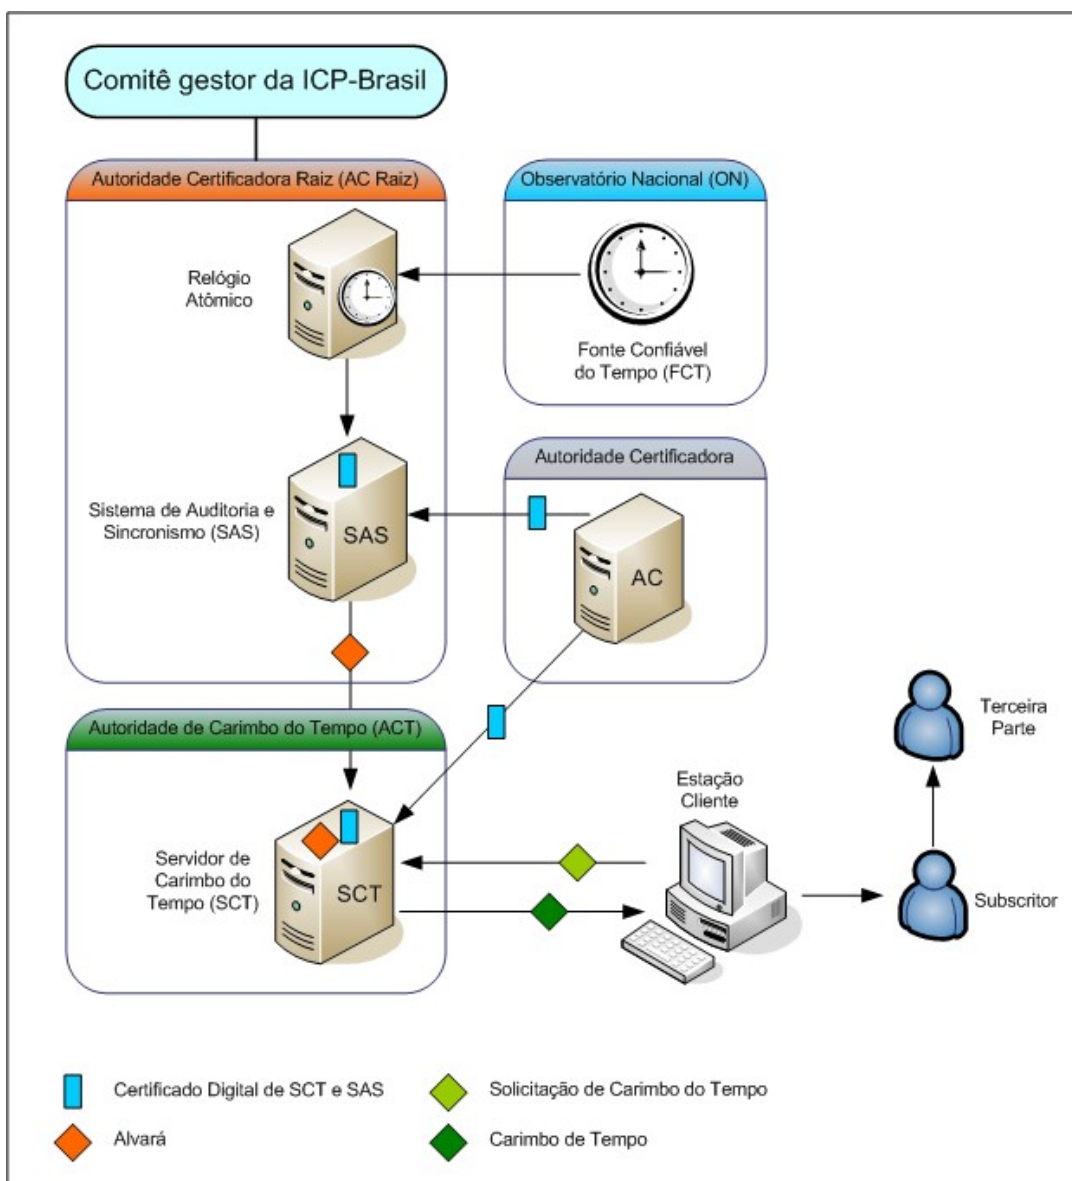 Comitê gestor da ICP-Brasil
Autoridade Certificadora Raiz (AC Raiz)
Observatório Nacional (ON)
Relógio
Atômico
Fonte Confiável
do Tempo (FCT)
Autoridade Certificadora
Sistema de Auditoria e
Sincronismo (SAS)
SAS
AC
Autoridade de Carimbo do Tempo (ACT)
Terceira
Parte
Estação
Cliente
Servidor de
Carimbo do
Tempo (SCT)
SCT
Subscritor
Certificado Digital de SCT e SAS
Solicitação de Carimbo do Tempo
Alvará
Carimbo de Tempo